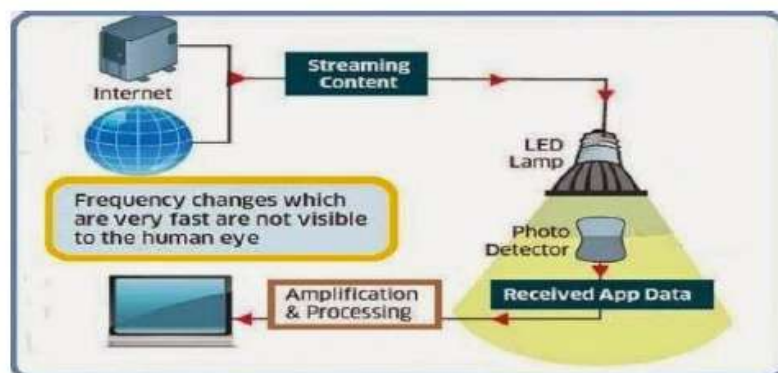 Streaming
Content
Internet
LED
Lamp
Frequency changes which
are very fast are not visible
to the human eye
Photo
Detector
Amplification
& Processing
Received App Data